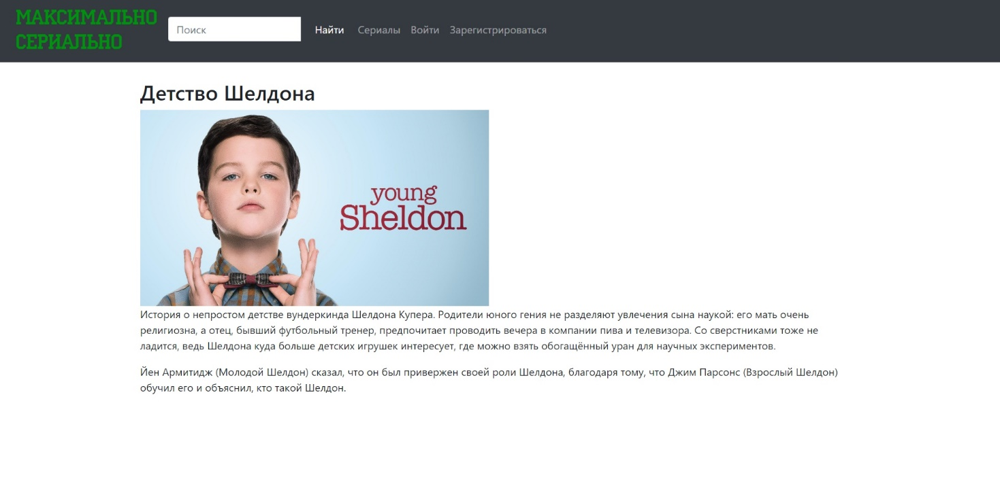 МАКСИМАЛЬНО
СЕРИАЛЬНО
Поиск
Найти
Сериалы
Войти
Зарегистрироваться
Детство Шелдона
young
Sheldon
История о непростом детстве вундеркинда Шелдона Купера. Родители юного гения не разделяют увлечения сына наукой: его мать очень
религиозна, а отец, бывший футбольный тренер, предпочитает проводить вечера в компании пива и телевизора. Со сверстниками тоже не
ладится, ведь Шелдона куда больше детских игрушек интересует, где можно взять обогащённый уран для научных экспериментов.
Йен Армитидж (Молодой Шелдон) сказал, что он был привержен своей роли Шелдона, благодаря тому, что Джим Парсонс (Взрослый Шелдон)
обучил его и объяснил, кто такой Шелдон.